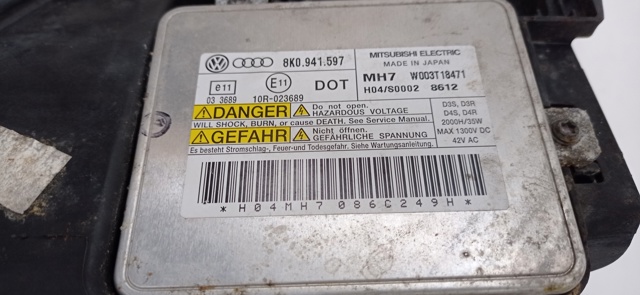 8K0.941.597
e11
03 3689
E11
10R-023689
DOT
MITSUBISHI ELECTRIC
MADE IN JAPAN
MH7 W003T18471
H04/S0002 8612
DANGER Do not open.
HAZARDOUS VOLTAGE
WILL SHOCK, BURN, or cause DEATH. See Service Manual.
GEFAHR Nicht öffnen.
GEFÄHRLICHE SPANNUNG
Es besteht Stromschlag-, Feuer-und Todesgefahr. Siehe Wartungsanleitung.
D3S, D3R
D4S, D4R
2000H/35W
MAX 1300V DC
42V AC
*H04MH7086C249H*